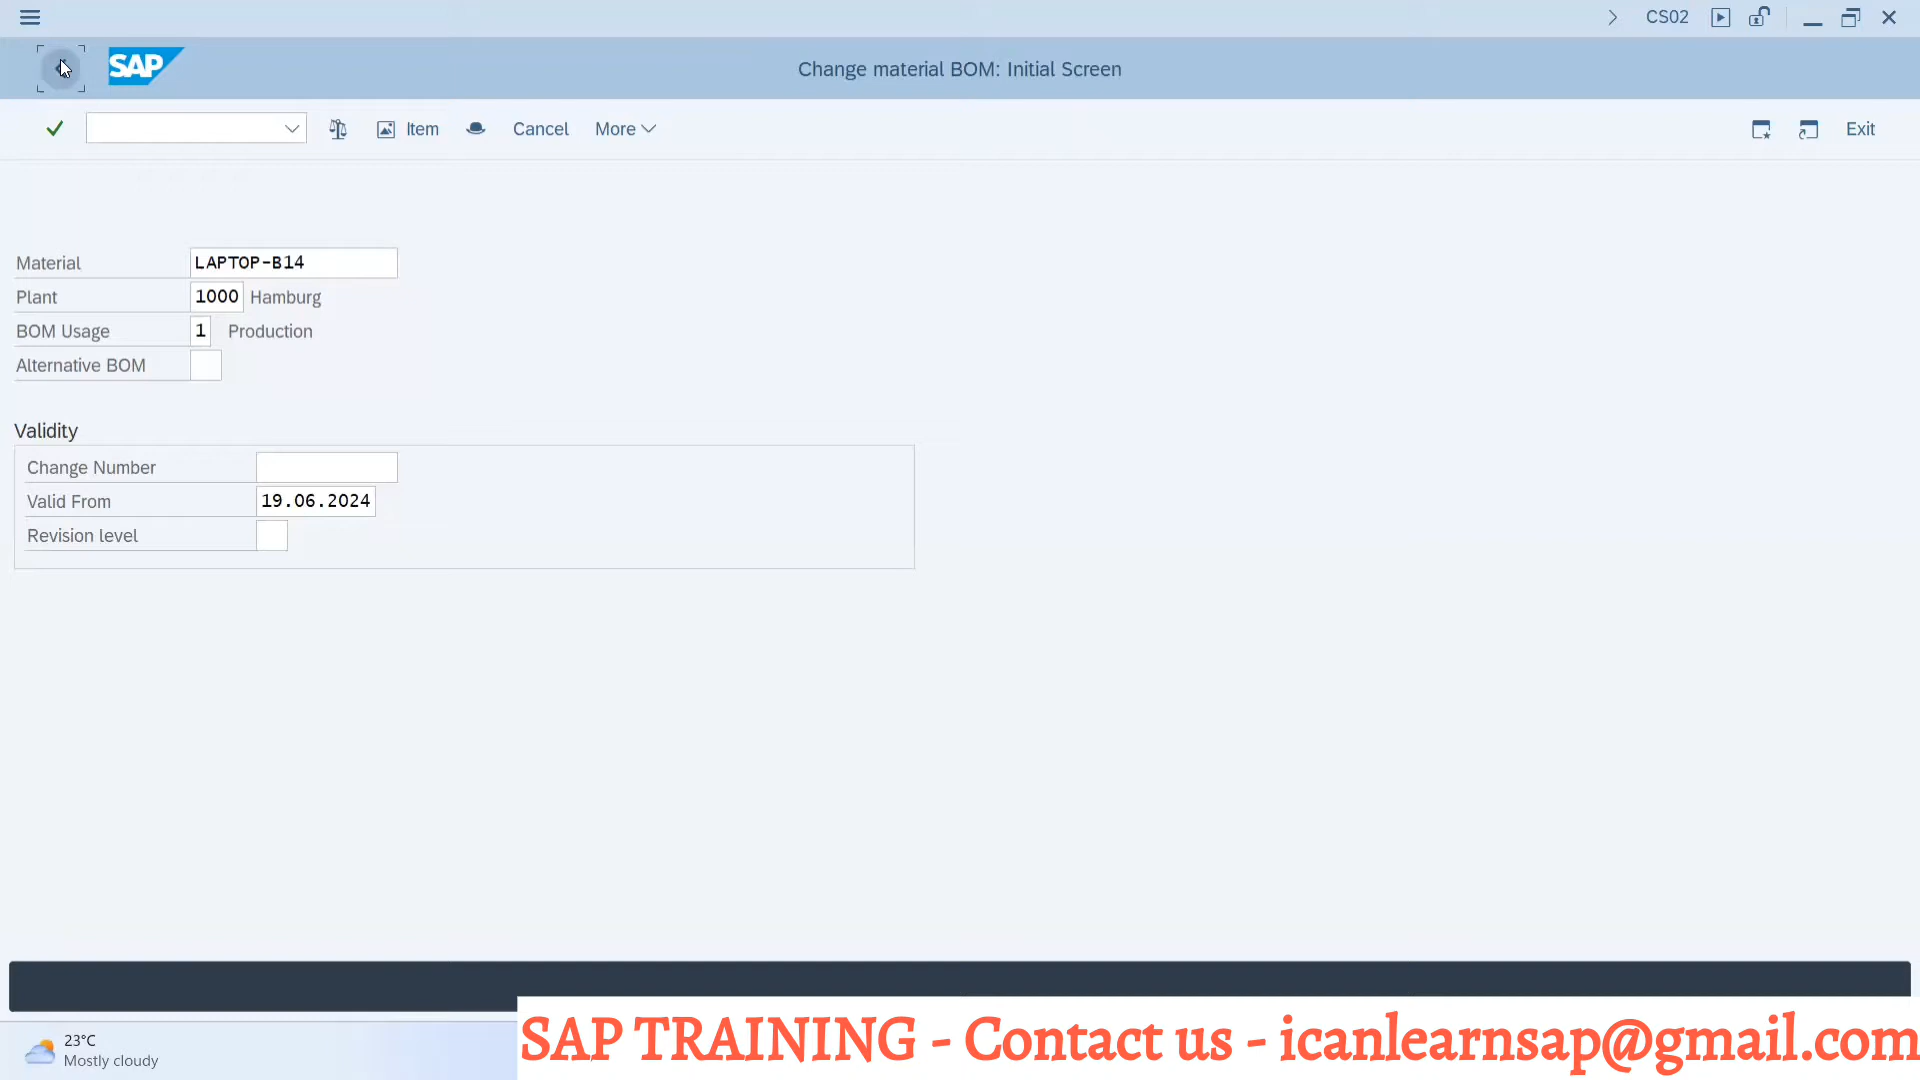 CS02
SAP
Change material BOM: Initial Screen
Item
Cancel
More
Exit
Material LAPTOP-B14
Plant 1000 Hamburg
BOM Usage 1 Production
Alternative BOM
Validity
Change Number
Valid From 19.06.2024
Revision level
SAP TRAINING - Contact us - icanlearnsap@gmail.com
23°C
Mostly cloudy